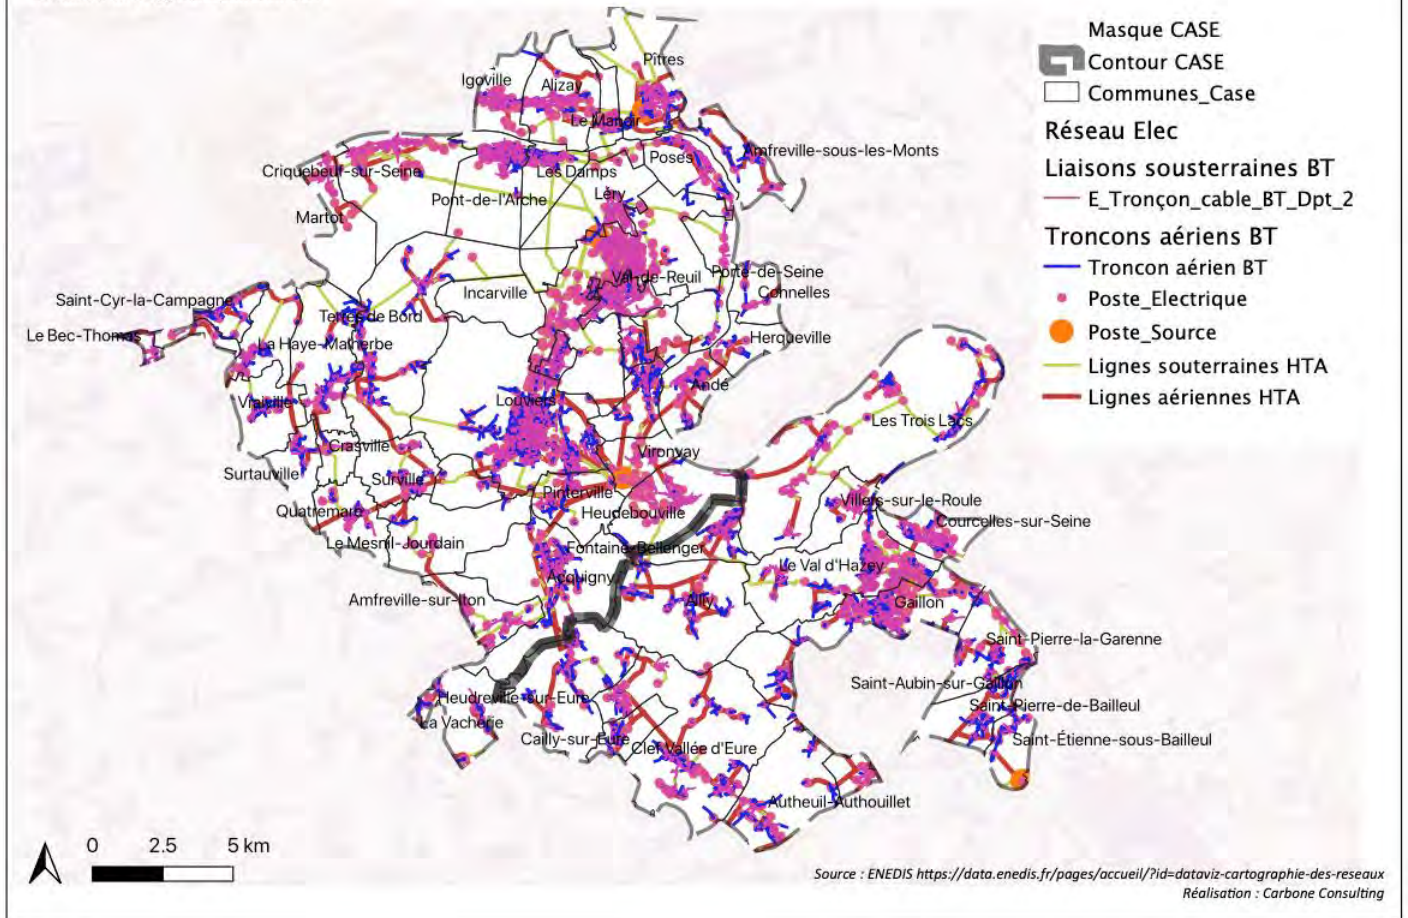 Masque CASE
Contour CASE
Communes_Case
Réseau Elec
Liaisons sousterraines BT
E_Tronçon_cable_BT_Dpt_2
Troncons aériens BT
Troncon aérien BT
Poste_Electrique
Poste_Source
Lignes souterraines HTA
Lignes aériennes HTA
Pitres
Igoville
Alizay
Le Manoir
Amfreville-sous-les-Monts
Poses
Criquebeuf-sur-Seine
Les Damps
Léry
Pont-de-l'Arche
Martot
Val-de-Reuil
Porte-de-Seine
Connelles
Incarville
Saint-Cyr-la-Campagne
Terres de Bord
Le Bec-Thomas
La Haye-Malherbe
Herqueville
Andé
Louviers
Vraiville
Les Trois Lacs
Crasville
Vironvay
Surtauville
Surville
Pinterville
Villers-sur-le-Roule
Quatremare
Heudebouville
Courcelles-sur-Seine
Le Mesnil-Jourdain
Fontaine-Bellenger
Le Val d'Hazey
Acquigny
Amfreville-sur-Iton
Ailly
Gaillon
Saint-Pierre-la-Garenne
Saint-Aubin-sur-Gaillon
Heudreville-sur-Eure
Saint-Pierre-de-Bailleul
La Vacherie
Cailly-sur-Eure
Clef Vallée d'Eure
Saint-Étienne-sous-Bailleul
Autheuil-Authouillet
0 2.5 5 km
Source : ENEDIS https://data.enedis.fr/pages/accueil/?id=dataviz-cartographie-des-reseaux
Réalisation : Carbone Consulting